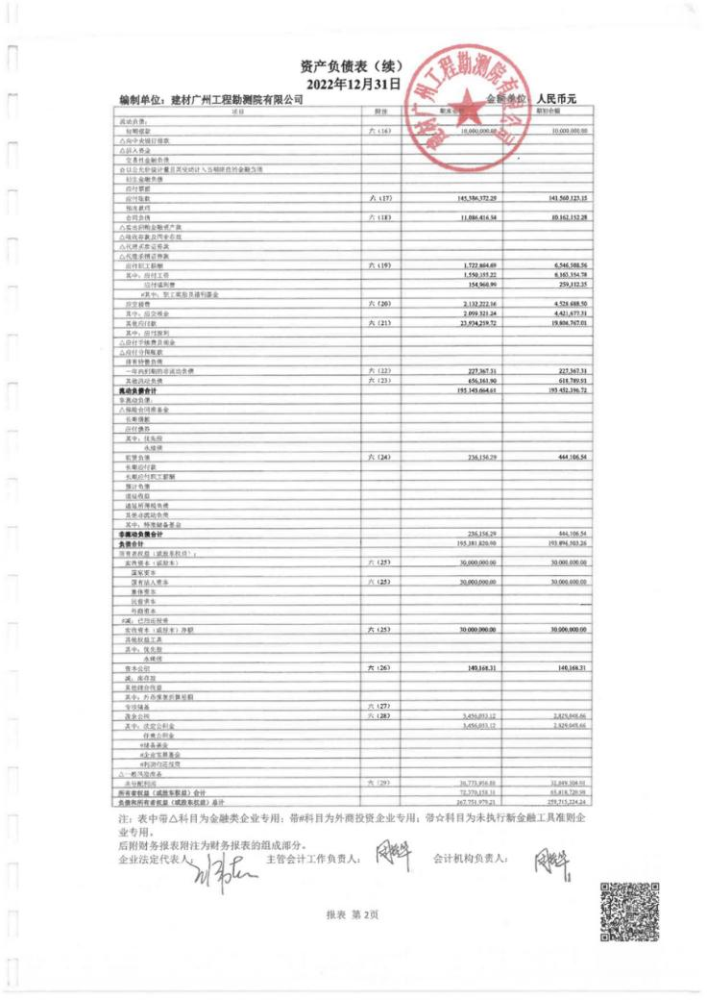 资产负债表（续）
2022年12月31日
编制单位：建材广州工程勘测院有限公司 金额单位：人民币元
项目 附注 期末余额 期初金额
流动负债：
短期借款 六（16） 10,000,000.00 10,000,000.00
△向中央银行借款
△拆入资金
交易性金融负债
☆以公允价值计量且其变动计入当期损益的金融负债
衍生金融负债
应付票据
应付账款 六（17） 145,386,372.29 141,560,123.15
预收款项
合同负债 六（18） 11,086,416.54 10,162,152.28
△卖出回购金融资产款
△吸收存款及同业存放
△代理买卖证券款
△代理承销证券款
应付职工薪酬 六（19） 1,722,864.69 6,546,508.56
其中：应付工资 1,550,355.22 6,163,354.78
应付福利费 154,960.99 259,112.35
#其中：职工奖励及福利基金
应交税费 六（20） 2,132,222.16 4,528,688.50
其中：应交税金 2,099,321.24 4,421,677.31
其他应付款 六（21） 23,934,259.72 19,806,767.01
其中：应付股利
△应付手续费及佣金
△应付分保账款
持有待售负债
一年内到期的非流动负债 六（22） 227,367.31 227,367.31
其他流动负债 六（23） 656,161.90 618,789.91
流动负债合计 195,145,664.61 193,452,396.72
非流动负债：
△保险合同准备金
长期借款
应付债券
其中：优先股
永续债
租赁负债 六（24） 236,156.29 444,106.54
长期应付款
长期应付职工薪酬
预计负债
递延收益
递延所得税负债
其他非流动负债
其中：特准储备基金
非流动负债合计 236,156.29 444,106.54
负债合计 195,381,820.90 193,896,503.26
所有者权益（或股东权益）：
实收资本（或股本） 六（25） 30,000,000.00 30,000,000.00
国家资本
国有法人资本 六（25） 30,000,000.00 30,000,000.00
集体资本
民营资本
外商资本
#减：已归还投资
实收资本（或股本）净额 六（25） 30,000,000.00 30,000,000.00
其他权益工具
其中：优先股
永续债
资本公积 六（26） 140,168.31 140,168.31
减：库存股
其他综合收益
其中：外币报表折算差额
专项储备 六（27）
盈余公积 六（28） 3,456,033.12 2,829,048.66
其中：法定公积金 3,456,033.12 2,829,048.66
任意公积金
#储备基金
#企业发展基金
#利润归还投资
△一般风险准备
未分配利润 六（29） 38,773,956.88 32,849,504.01
所有者权益（或股东权益）合计 72,370,158.31 65,818,720.98
负债和所有者权益（或股东权益）总计 267,751,979.21 259,715,224.24
注：表中带△科目为金融类企业专用；带#科目为外商投资企业专用；带☆科目为未执行新金融工具准则企
业专用。
后附财务报表附注为财务报表的组成部分。
企业法定代表人： 主管会计工作负责人： 会计机构负责人：
报表 第2页
建材广州工程勘测院有限公司